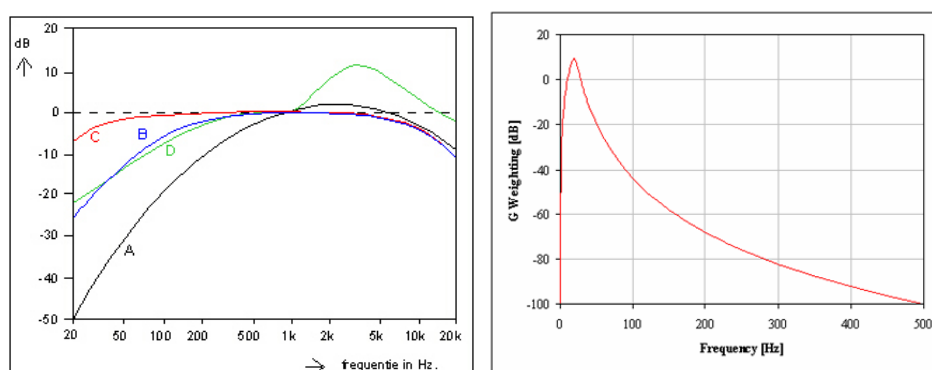 20
dB
10
0
-10
-20
-30
-40
-50
C
B
D
A
20
50
100
200
500
1k
2k
5k
10k
20k
frequentie in Hz.
G Weighting [dB]
20
0
-20
-40
-60
-80
-100
0
100
200
300
400
500
Frequency [Hz]